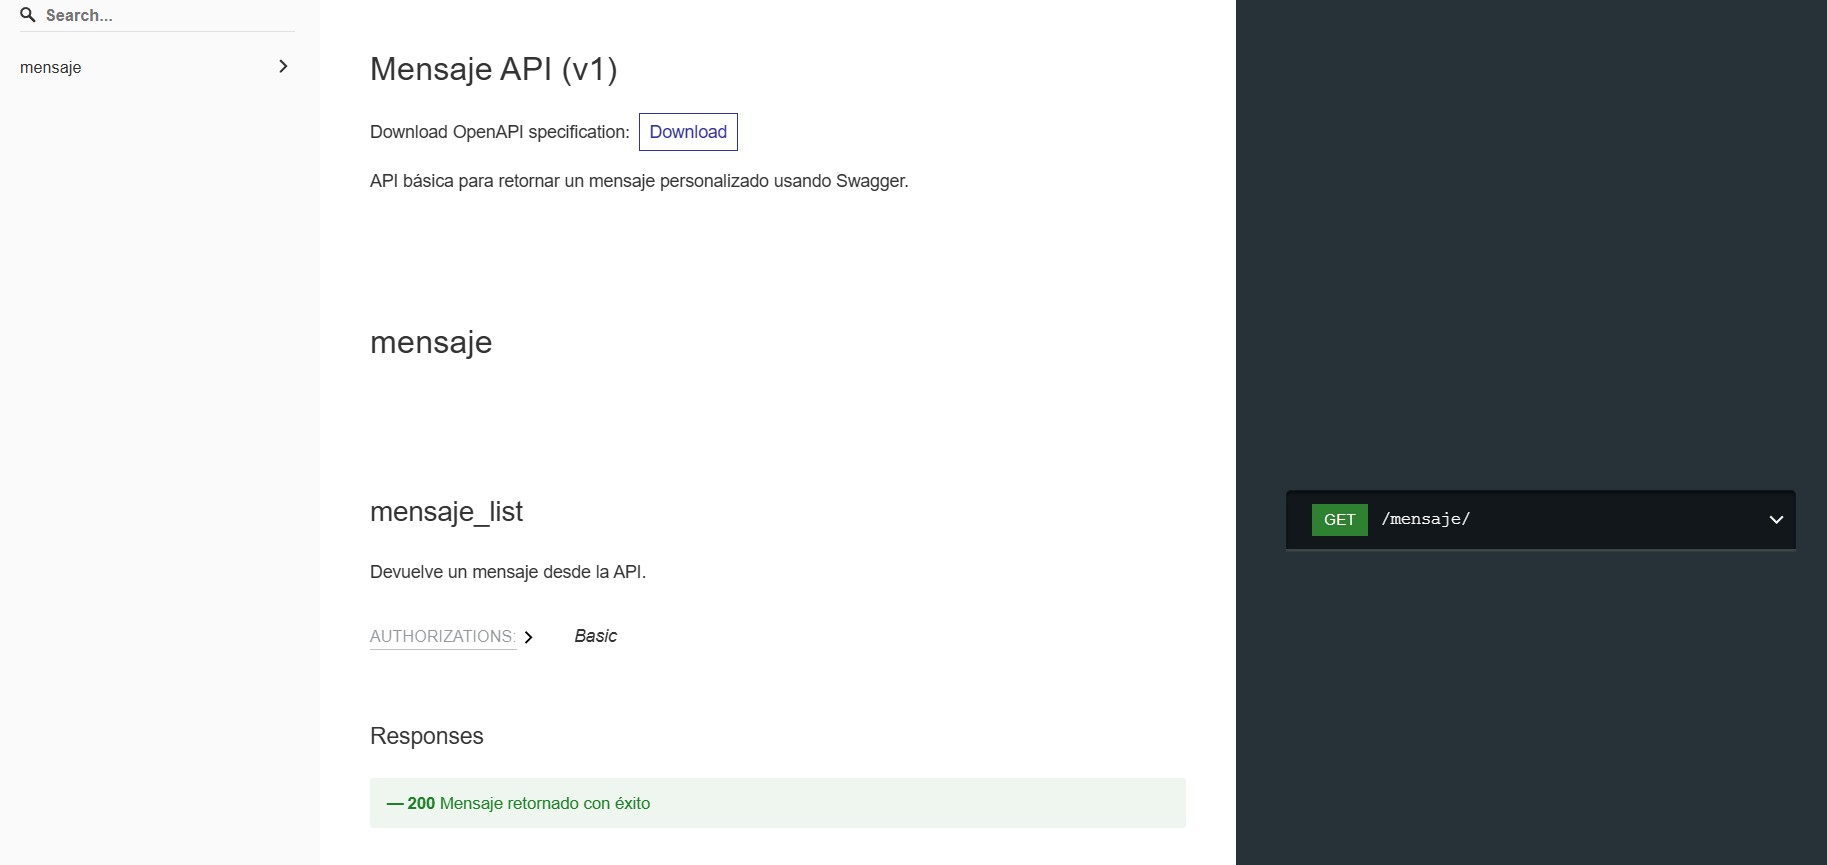 Search...
mensaje
Mensaje API (v1)
Download OpenAPI specification: Download
API básica para retornar un mensaje personalizado usando Swagger.
mensaje
mensaje_list
Devuelve un mensaje desde la API.
AUTHORIZATIONS: Basic
Responses
— 200 Mensaje retornado con éxito
GET /mensaje/